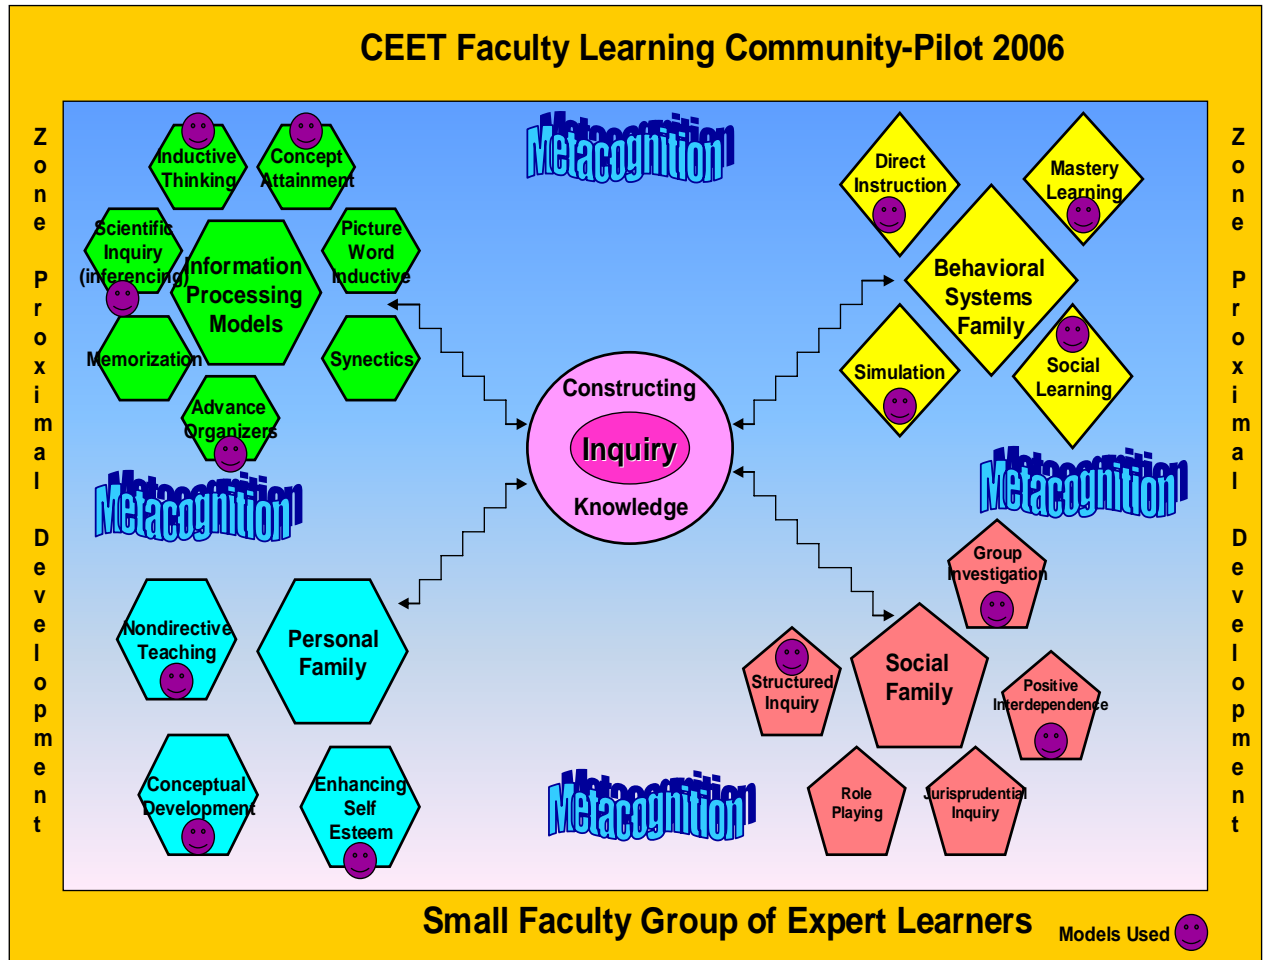 CEET Faculty Learning Community-Pilot 2006
Zone Proximal Development
Zone Proximal Development
Metacognition
Inductive
Thinking
Concept
Attainment
Scientific
Inquiry
(inferencing)
Picture
Word
Inductive
Information
Processing
Models
Memorization
Synectics
Advance
Organizers
Direct
Instruction
Mastery
Learning
Behavioral
Systems
Family
Simulation
Social
Learning
Constructing
Inquiry
Knowledge
Metacognition
Metacognition
Nondirective
Teaching
Personal
Family
Conceptual
Development
Enhancing
Self
Esteem
Group
Investigation
Structured
Inquiry
Social
Family
Positive
Interdependence
Role
Playing
Jurisprudential
Inquiry
Metacognition
Small Faculty Group of Expert Learners
Models Used